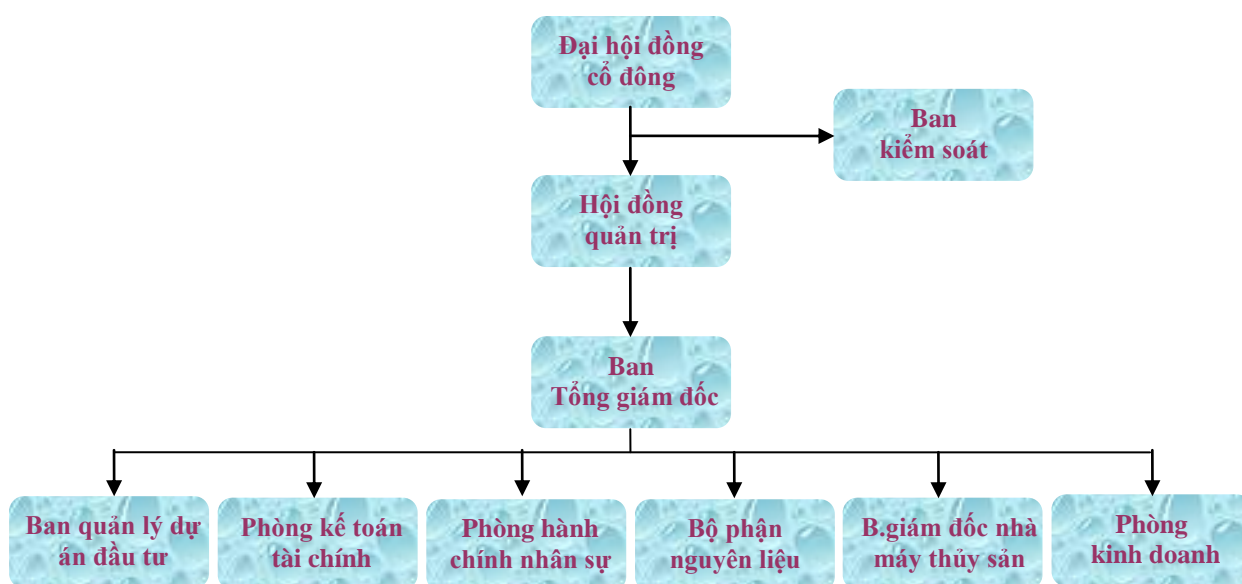 Đại hội đồng
cổ đông
Ban
kiểm soát
Hội đồng
quản trị
Ban
Tổng giám đốc
Ban quản lý dự
án đầu tư
Phòng kế toán
tài chính
Phòng hành
chính nhân sự
Bộ phận
nguyên liệu
B.giám đốc nhà
máy thủy sản
Phòng
kinh doanh